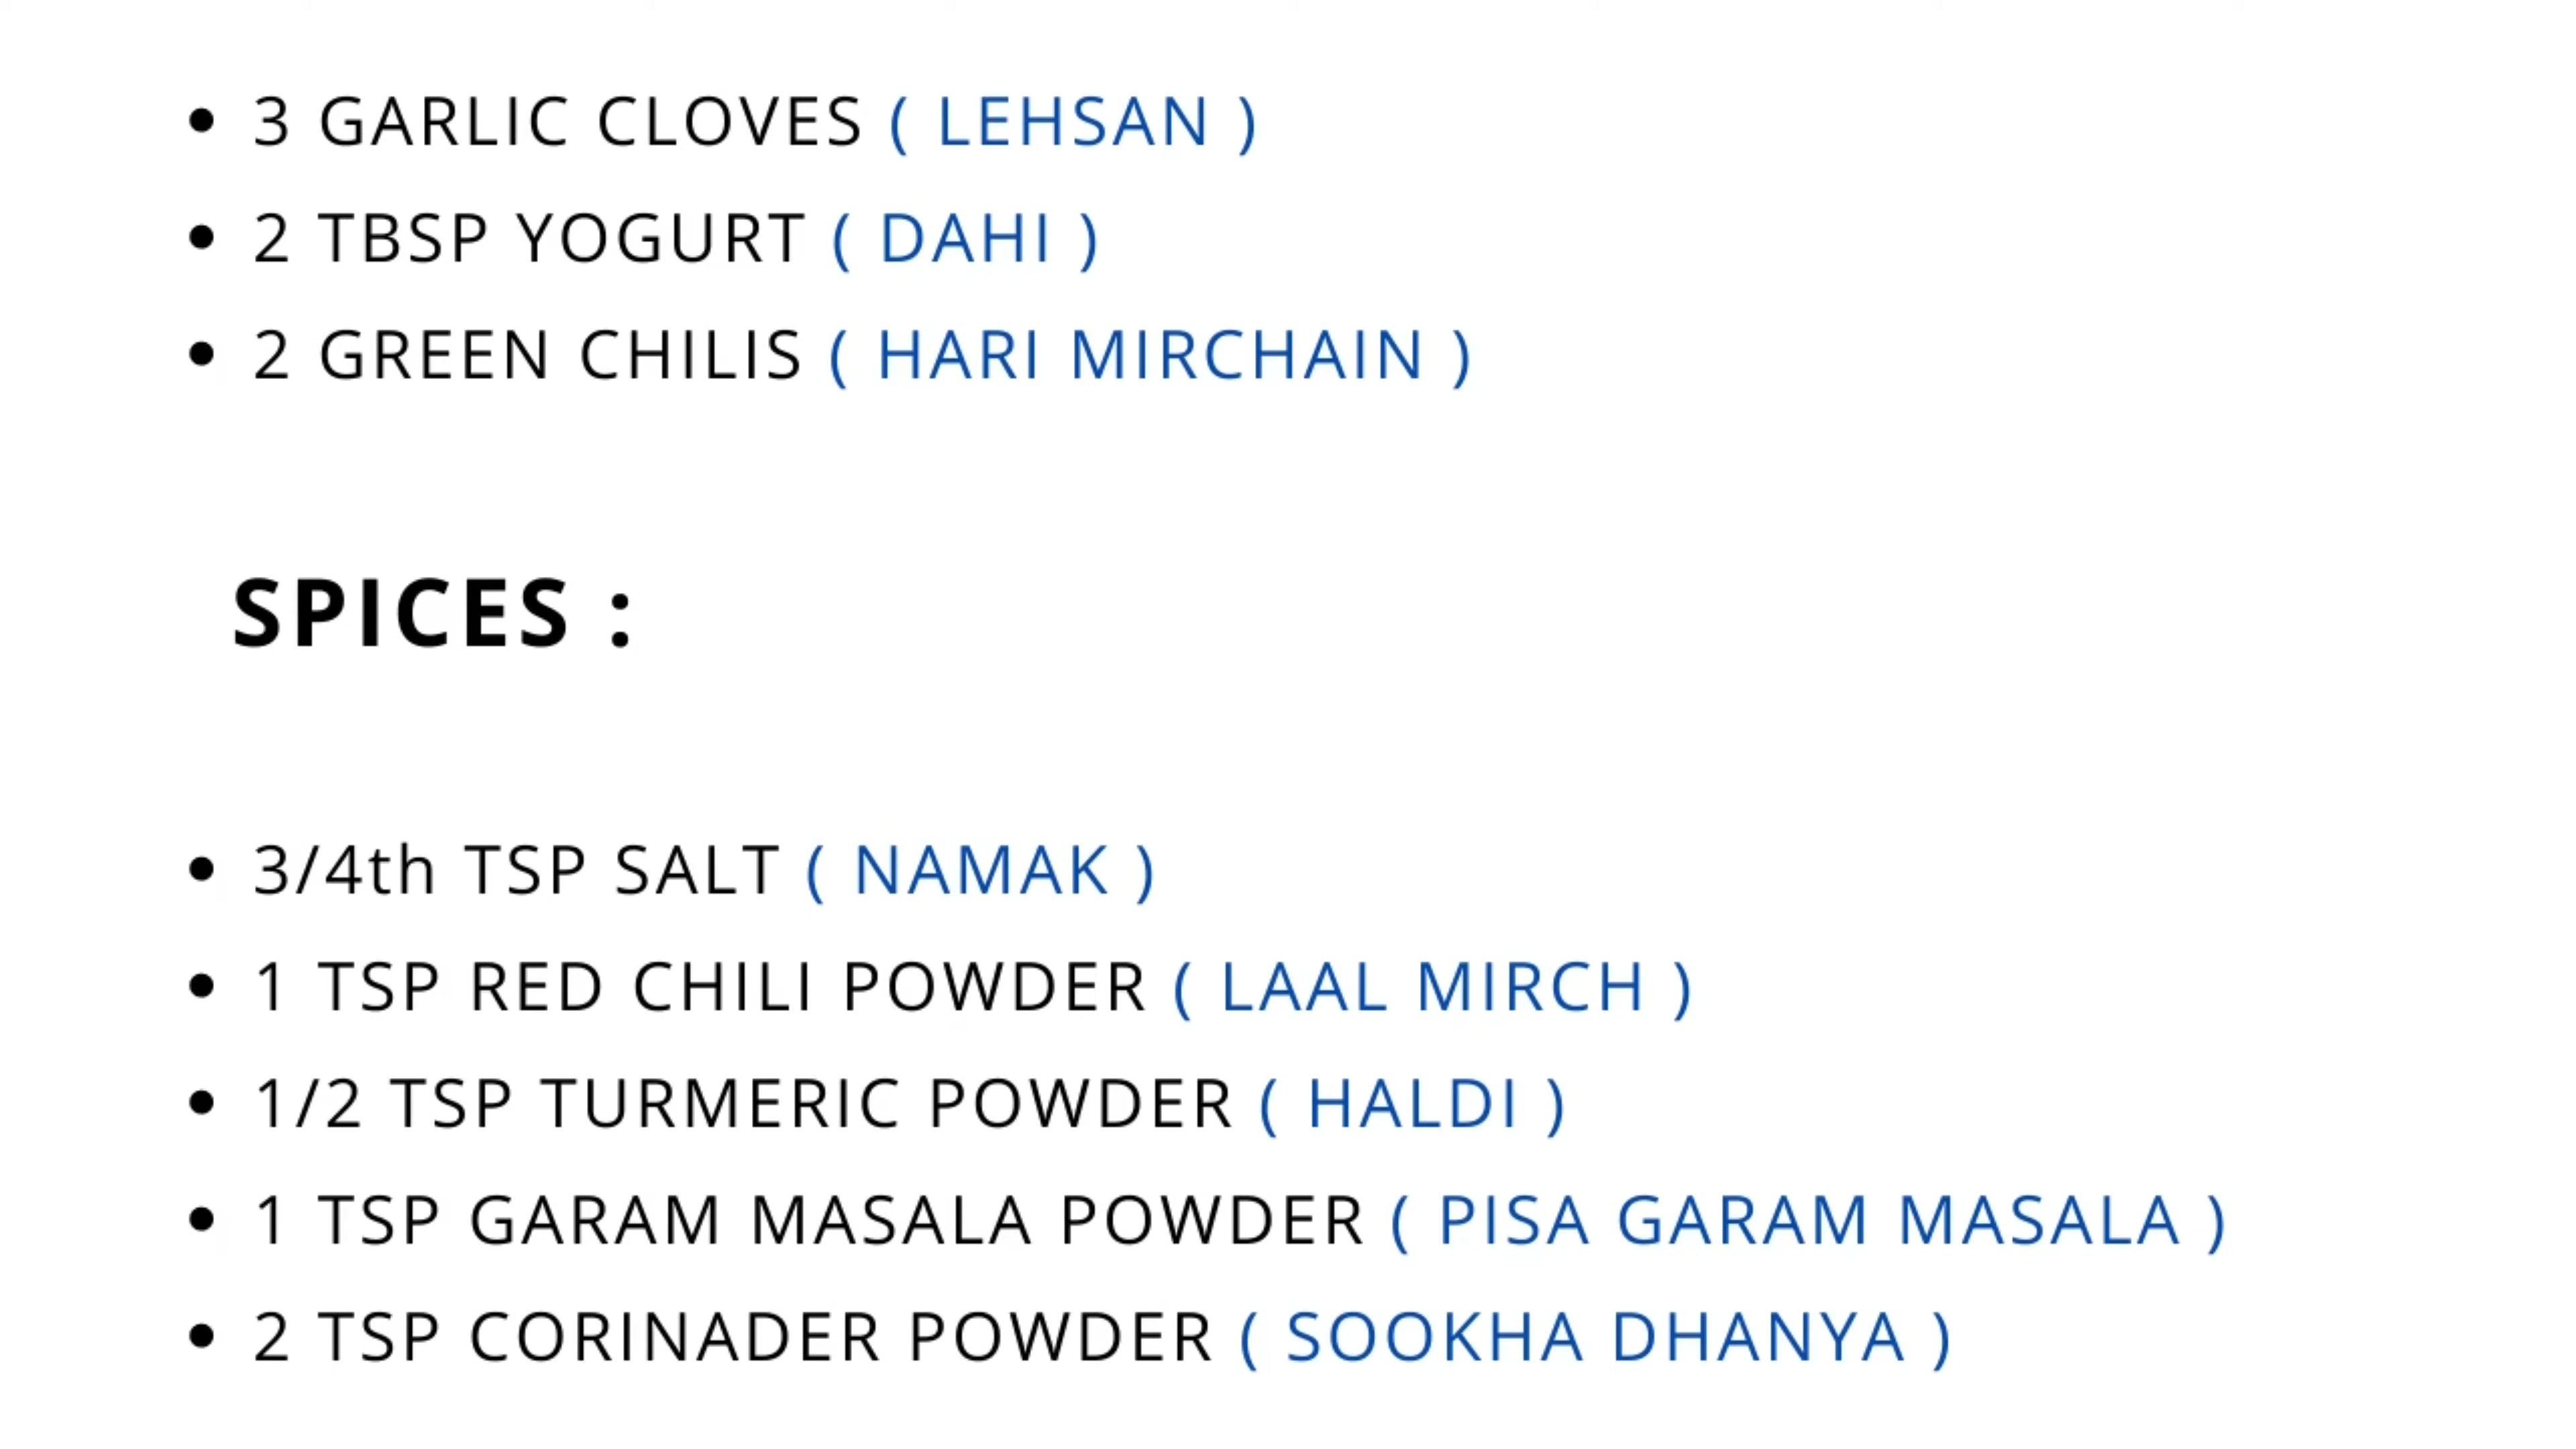 • 3 GARLIC CLOVES ( LEHSAN )
• 2 TBSP YOGURT ( DAHI )
• 2 GREEN CHILIS ( HARI MIRCHAIN )
SPICES :
• 3/4th TSP SALT ( NAMAK )
• 1 TSP RED CHILI POWDER ( LAAL MIRCH )
• 1/2 TSP TURMERIC POWDER ( HALDI )
• 1 TSP GARAM MASALA POWDER ( PISA GARAM MASALA )
• 2 TSP CORINADER POWDER ( SOOKHA DHANYA )